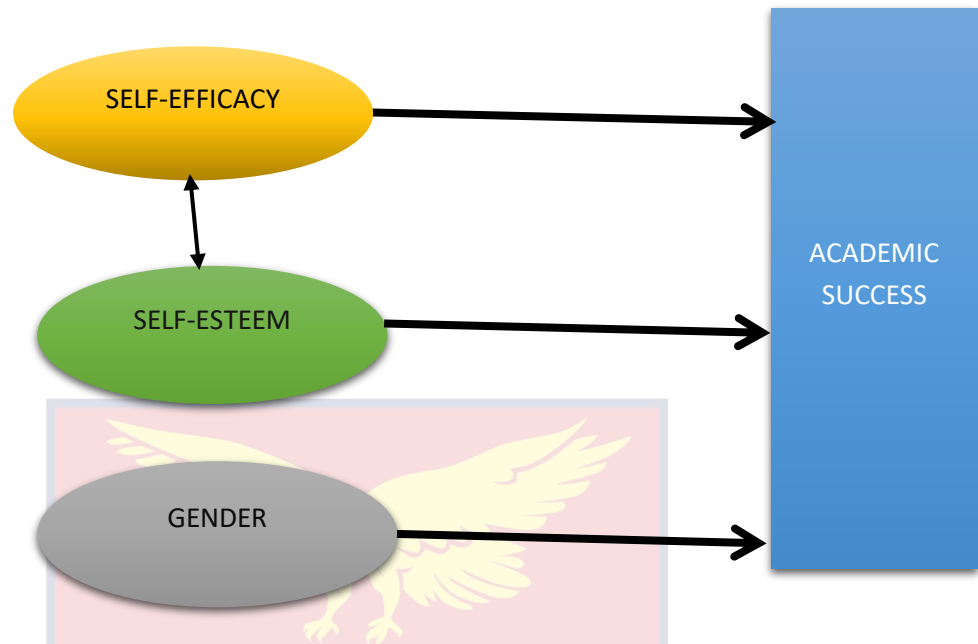 SELF-EFFICACY
SELF-ESTEEM
GENDER
ACADEMIC
SUCCESS